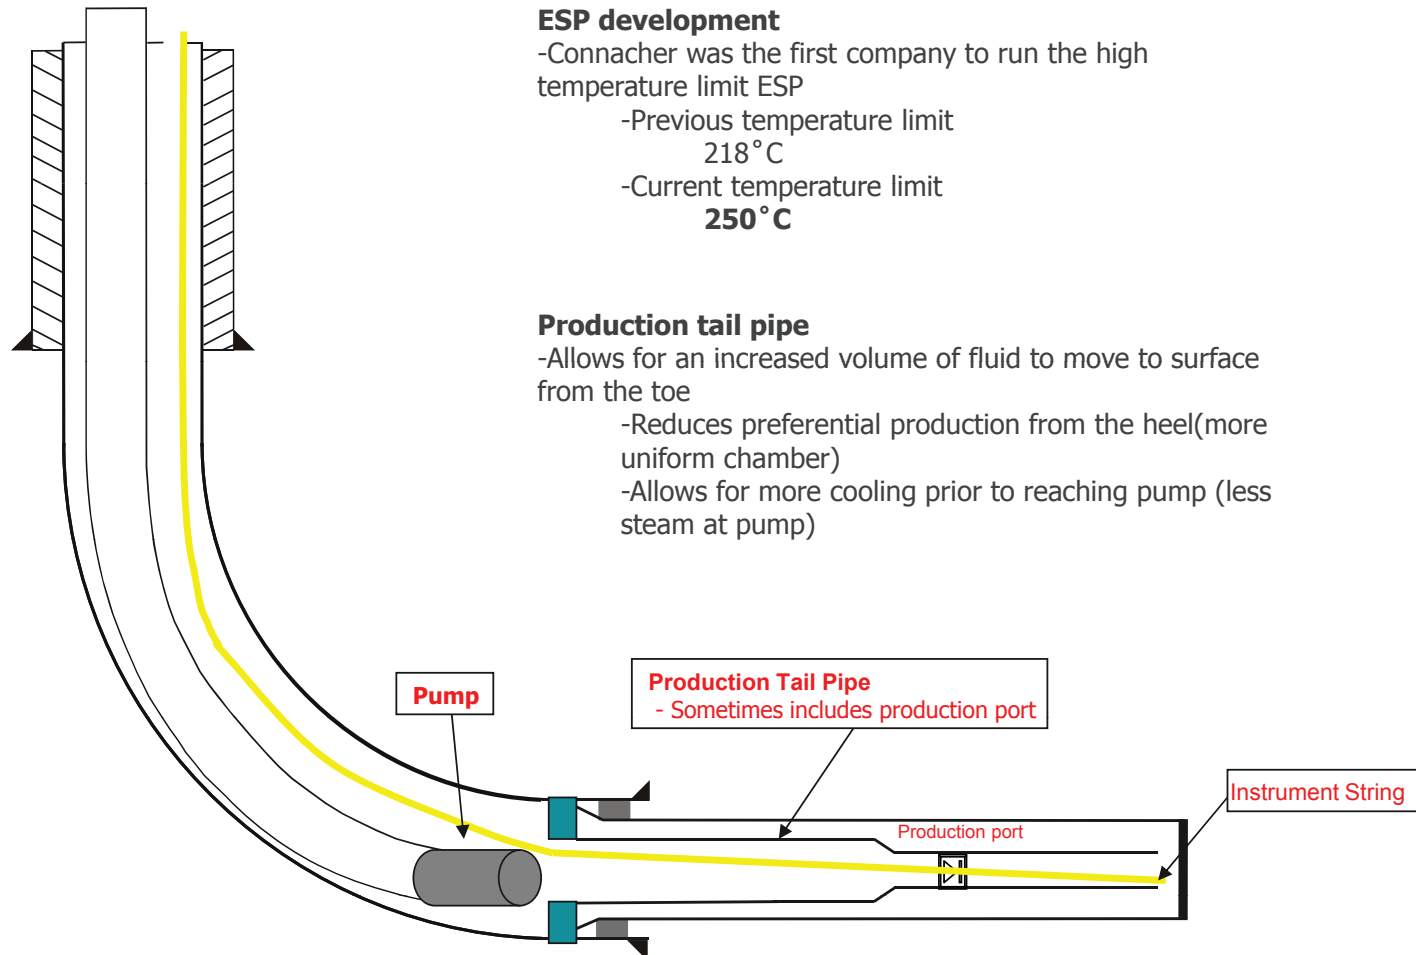 ESP development
-Connacher was the first company to run the high
temperature limit ESP
-Previous temperature limit
218˚C
-Current temperature limit
250˚C
Production tail pipe
-Allows for an increased volume of fluid to move to surface
from the toe
-Reduces preferential production from the heel(more
uniform chamber)
-Allows for more cooling prior to reaching pump (less
steam at pump)
Pump
Production Tail Pipe
- Sometimes includes production port
Instrument String
Production port